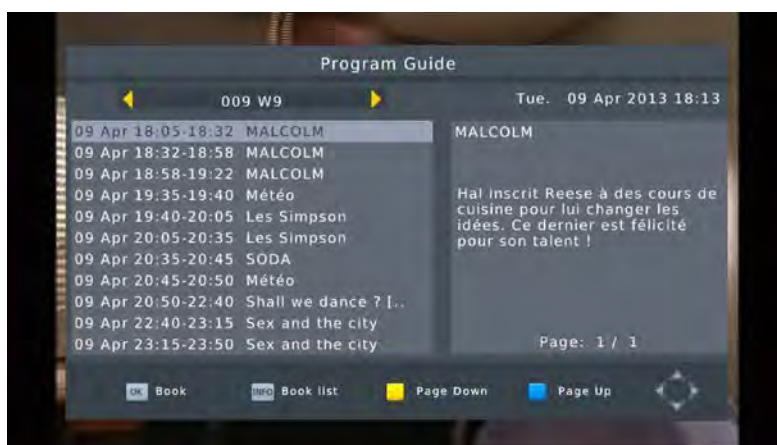 Program Guide
009 W9
Tue. 09 Apr 2013 18:13
09 Apr 18:05-18:32 MALCOLM
09 Apr 18:32-18:58 MALCOLM
09 Apr 18:58-19:22 MALCOLM
09 Apr 19:35-19:40 Météo
09 Apr 19:40-20:05 Les Simpson
09 Apr 20:05-20:35 Les Simpson
09 Apr 20:35-20:45 SODA
09 Apr 20:45-20:50 Météo
09 Apr 20:50-22:40 Shall we dance ? [..
09 Apr 22:40-23:15 Sex and the city
09 Apr 23:15-23:50 Sex and the city
MALCOLM
Hal inscrit Reese à des cours de
cuisine pour lui changer les
idées. Ce dernier est félicité
pour son talent !
Page: 1 / 1
OK Book INFO Book list Page Down Page Up